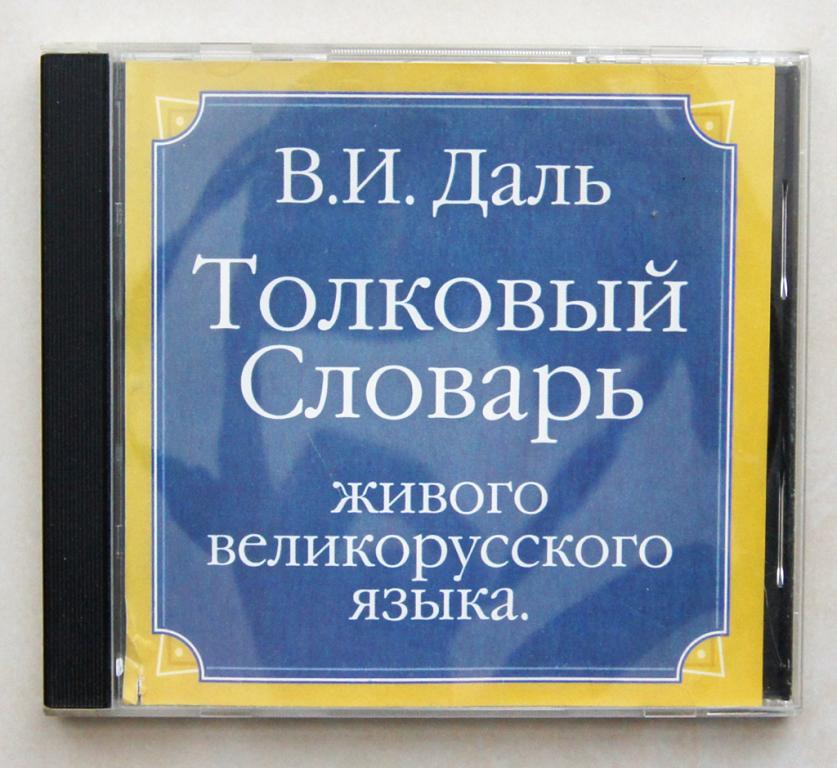 В.И. Даль
Толковый
Словарь
живого
великорусского
языка.